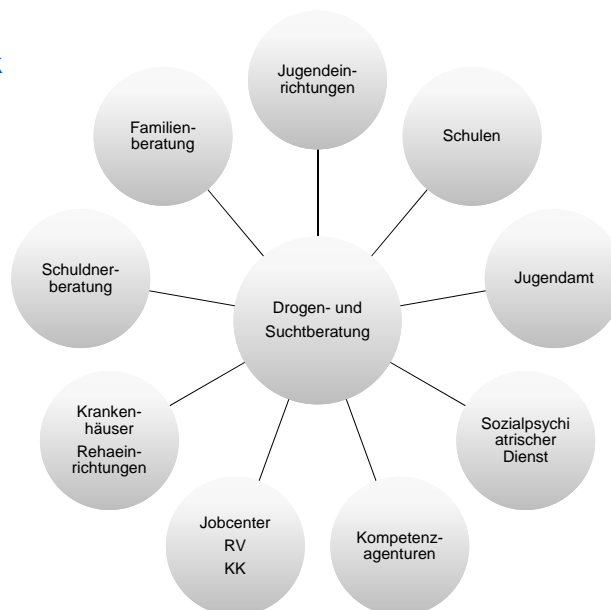 Jugendein-
richtungen
Familien-
beratung
Schulen
Schuldner-
beratung
Jugendamt
Drogen- und
Suchtberatung
Kranken-
häuser
Rehaein-
richtungen
Sozialpsychi
atrischer
Dienst
Jobcenter
RV
KK
Kompetenz-
agenturen